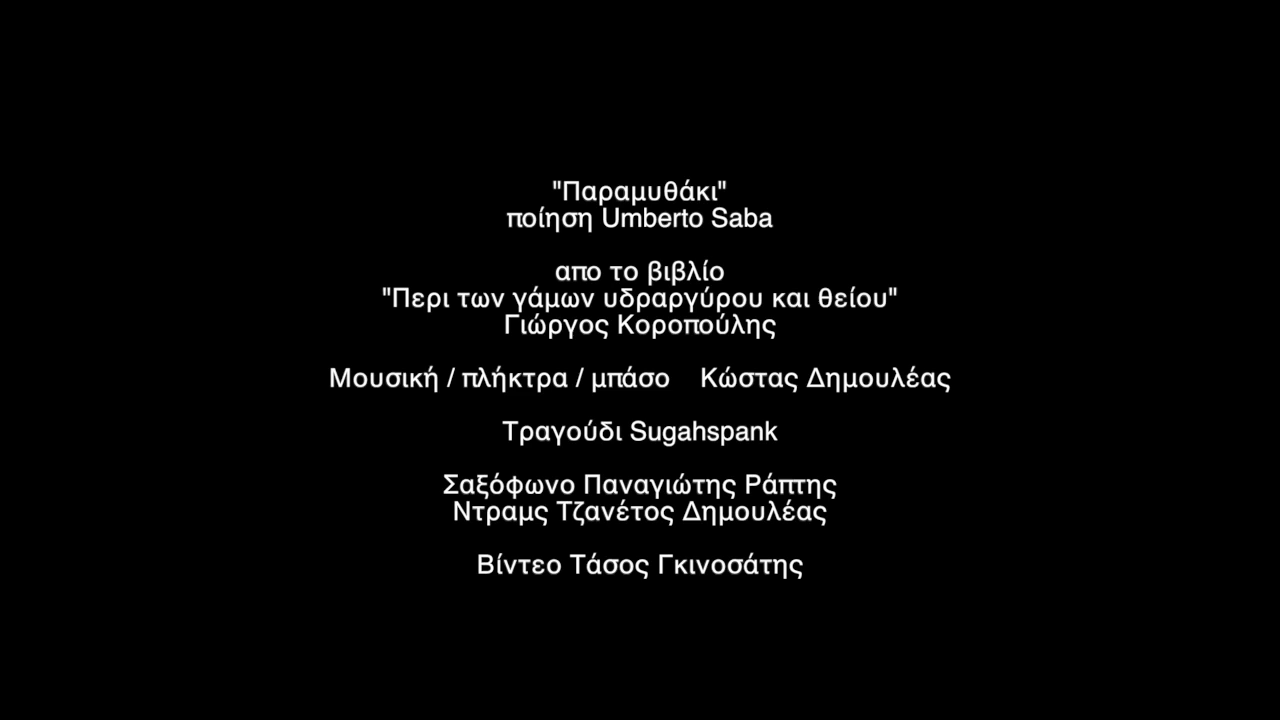 "Παραμυθάκι"
ποίηση Umberto Saba
απο το βιβλίο
"Περι των γάμων υδραργύρου και θείου"
Γιώργος Κοροπούλης
Μουσική / πλήκτρα / μπάσο Κώστας Δημουλέας
Τραγούδι Sugahspank
Σαξόφωνο Παναγιώτης Ράπτης
Ντραμς Τζανέτος Δημουλέας
Βίντεο Τάσος Γκινοσάτης